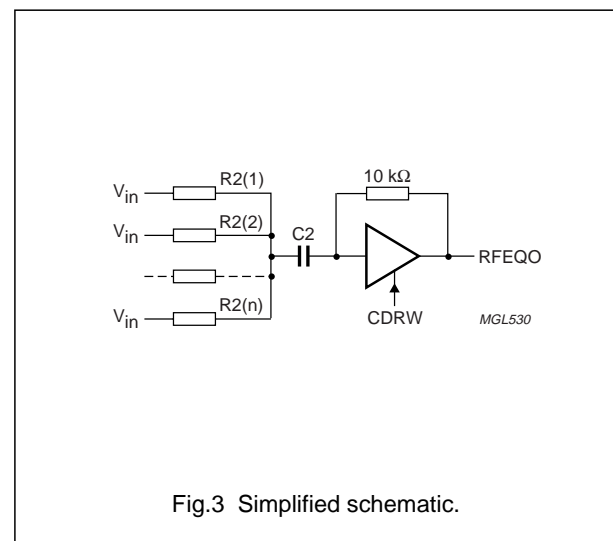 10 kΩ
R2(1)
V_in
R2(2)
C2
V_in
RFEQO
R2(n)
V_in
CDRW
MGL530
Fig.3 Simplified schematic.